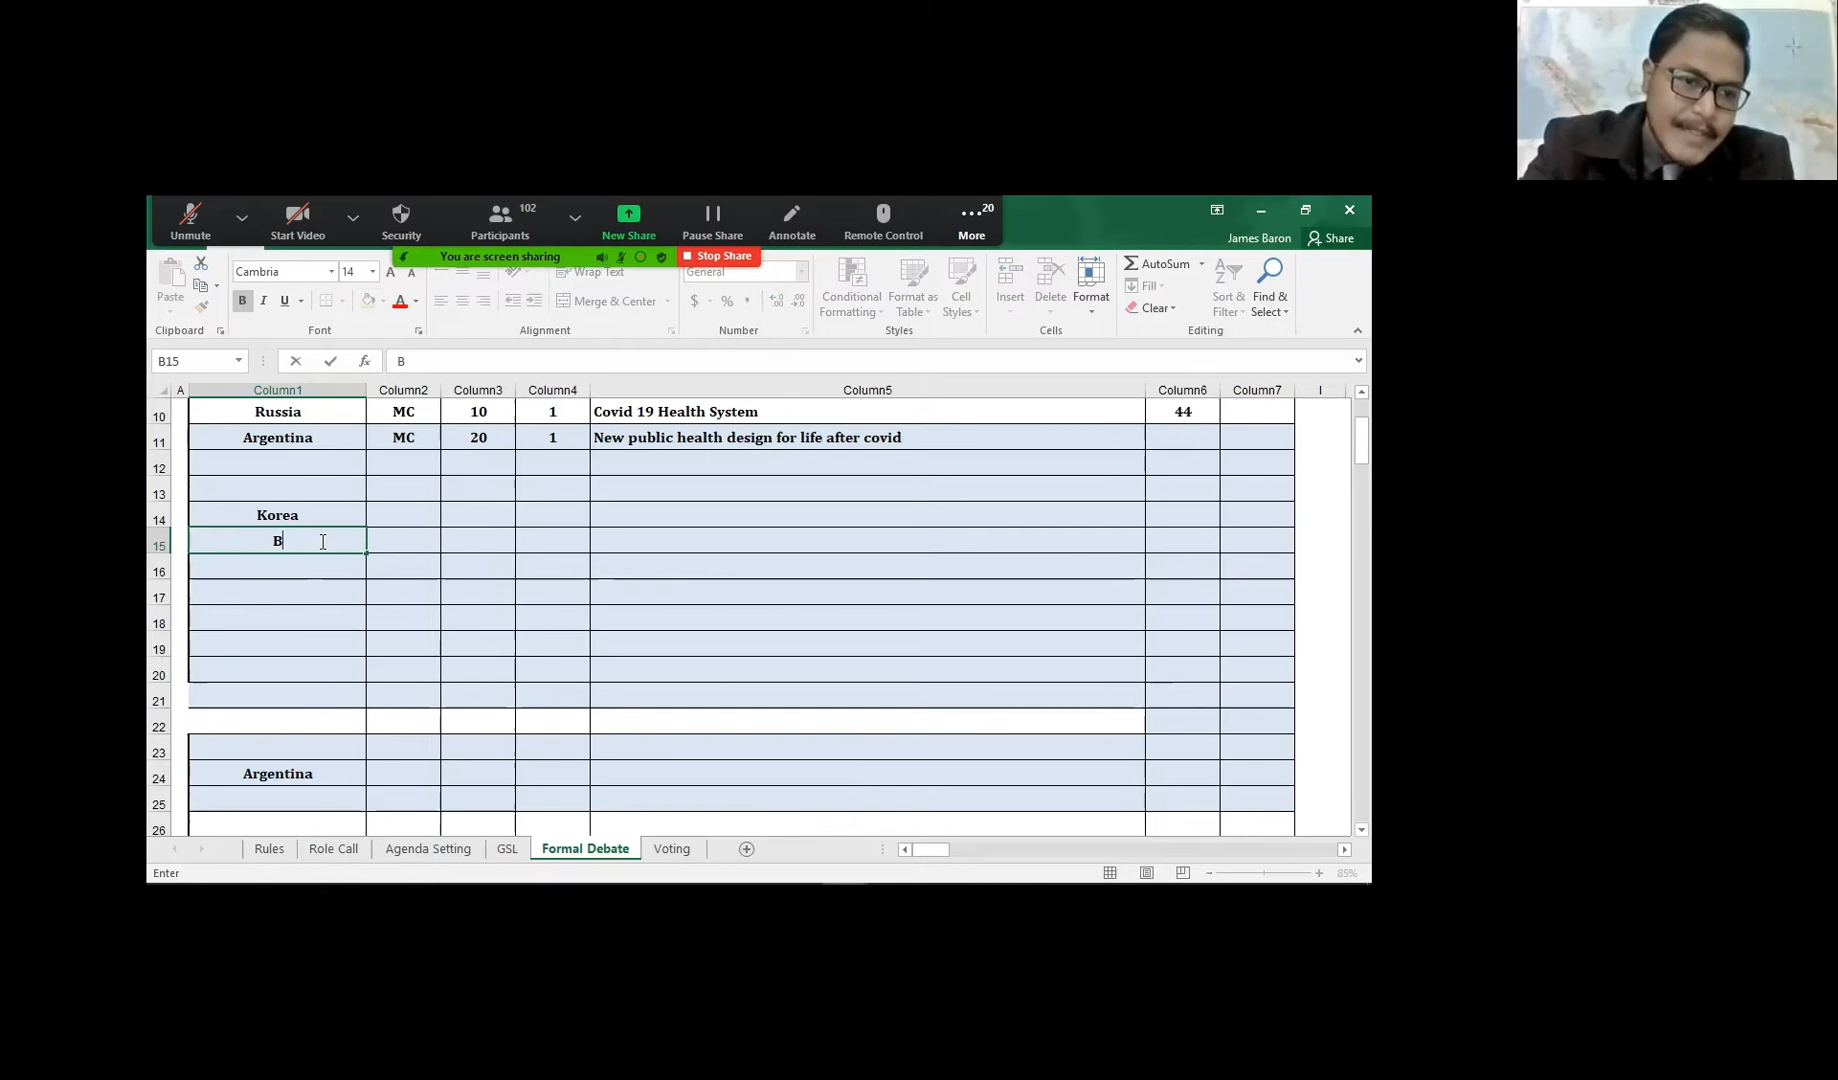 102
20
Unmute Start Video Security Participants New Share Pause Share Annotate Remote Control More
James Baron Share
You are screen sharing Stop Share
Cambria 14 Wrap Text General AutoSum
Paste B I U Merge & Center $ % Conditional Formatting Format as Table Cell Styles Insert Delete Format Fill Clear Sort & Filter Find & Select
Clipboard Font Alignment Number Styles Cells Editing
B15 fx B
A Column1 Column2 Column3 Column4 Column5 Column6 Column7 I
10 Russia MC 10 1 Covid 19 Health System 44
11 Argentina MC 20 1 New public health design for life after covid
12
13
14 Korea
15 B
16
17
18
19
20
21
22
23
24 Argentina
25
26
Rules Role Call Agenda Setting GSL Formal Debate Voting
Enter 85%